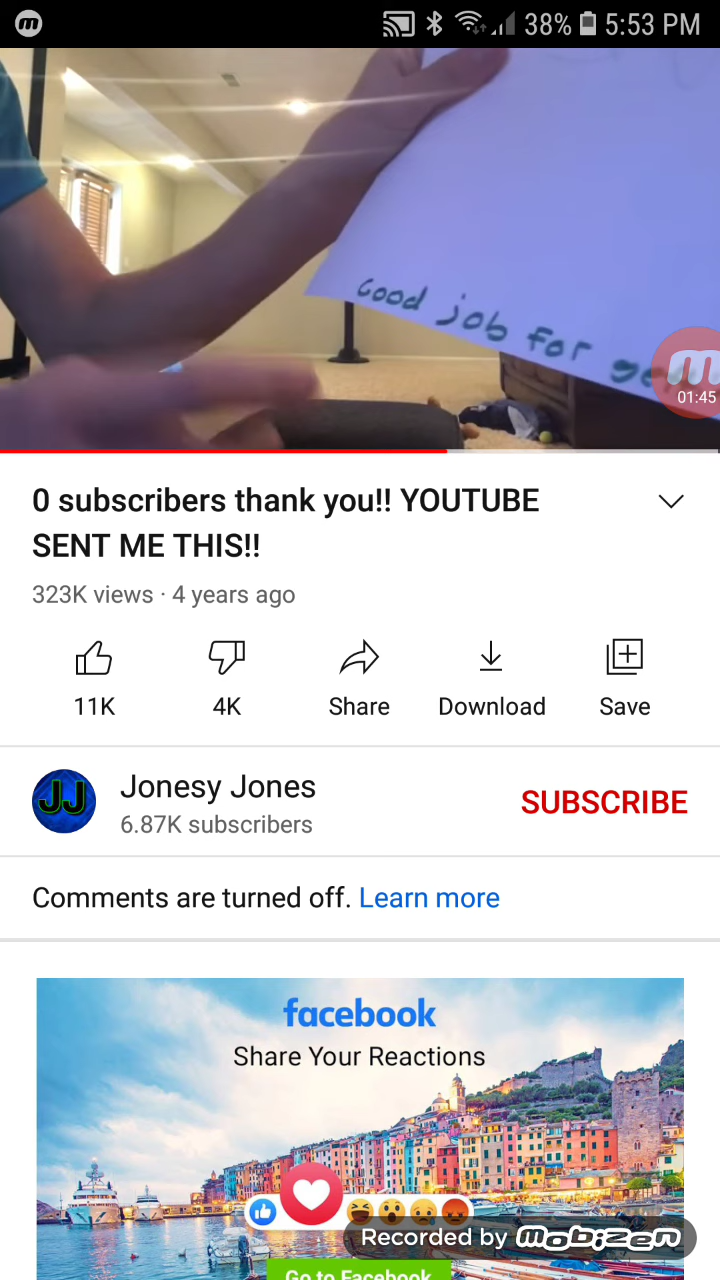 38% 5:53 PM
Good job for
01:45
0 subscribers thank you!! YOUTUBE
SENT ME THIS!!
323K views · 4 years ago
11K 4K Share Download Save
JJ
Jonesy Jones
6.87K subscribers
SUBSCRIBE
Comments are turned off. Learn more
facebook
Share Your Reactions
Recorded by mobizen
Go to Facebook